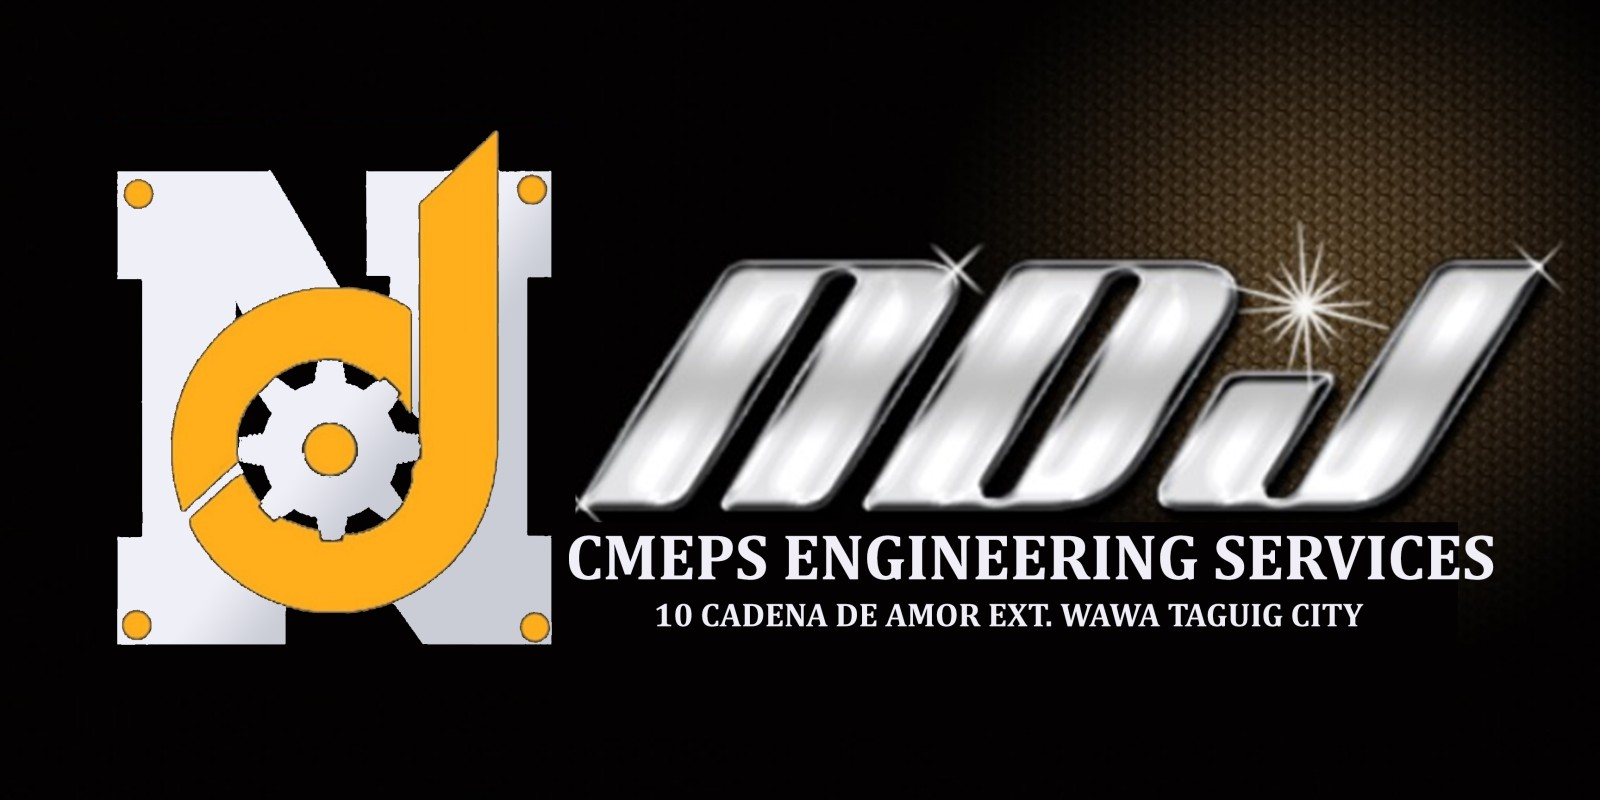 NDJ
CMEPS ENGINEERING SERVICES
10 CADENA DE AMOR EXT. WAWA TAGUIG CITY